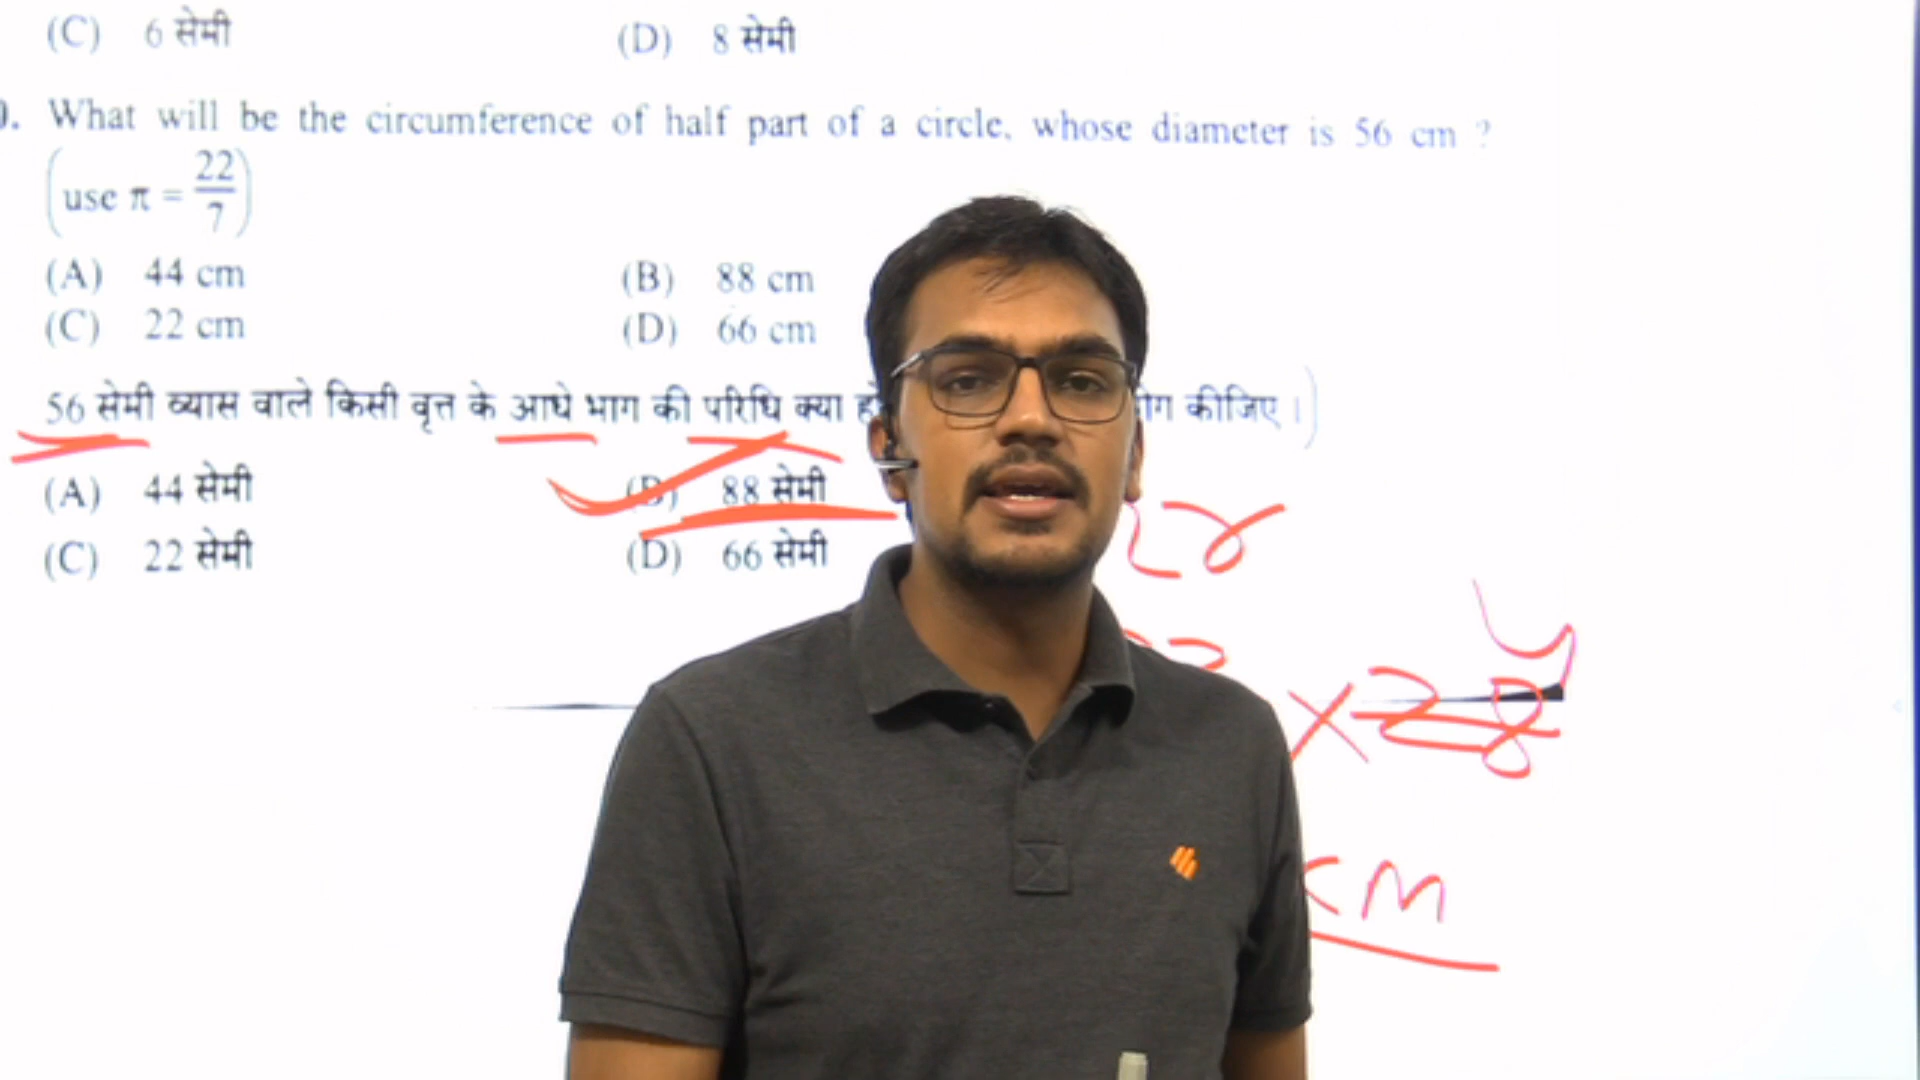 (C) 6 सेमी (D) 8 सेमी
What will be the circumference of half part of a circle, whose diameter is 56 cm ?
(use π = 22/7)
(A) 44 cm (B) 88 cm
(C) 22 cm (D) 66 cm
56 सेमी व्यास वाले किसी वृत्त के आधे भाग की परिधि क्या कीजिए।)
(A) 44 सेमी (B) 88 सेमी
(C) 22 सेमी (D) 66 सेमी
4
× 28
cm